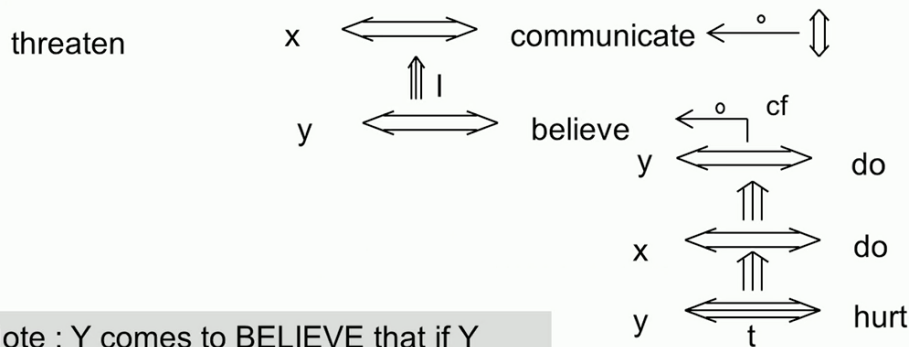 threaten x communicate o
I
y believe o cf
y do
x do
y hurt
t
ote : Y comes to BELIEVE that if Y